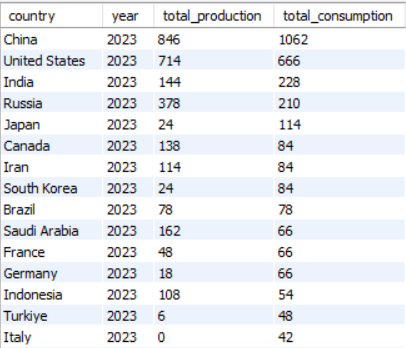 country year total_production total_consumption
China 2023 846 1062
United States 2023 714 666
India 2023 144 228
Russia 2023 378 210
Japan 2023 24 114
Canada 2023 138 84
Iran 2023 114 84
South Korea 2023 24 84
Brazil 2023 78 78
Saudi Arabia 2023 162 66
France 2023 48 66
Germany 2023 18 66
Indonesia 2023 108 54
Turkiye 2023 6 48
Italy 2023 0 42